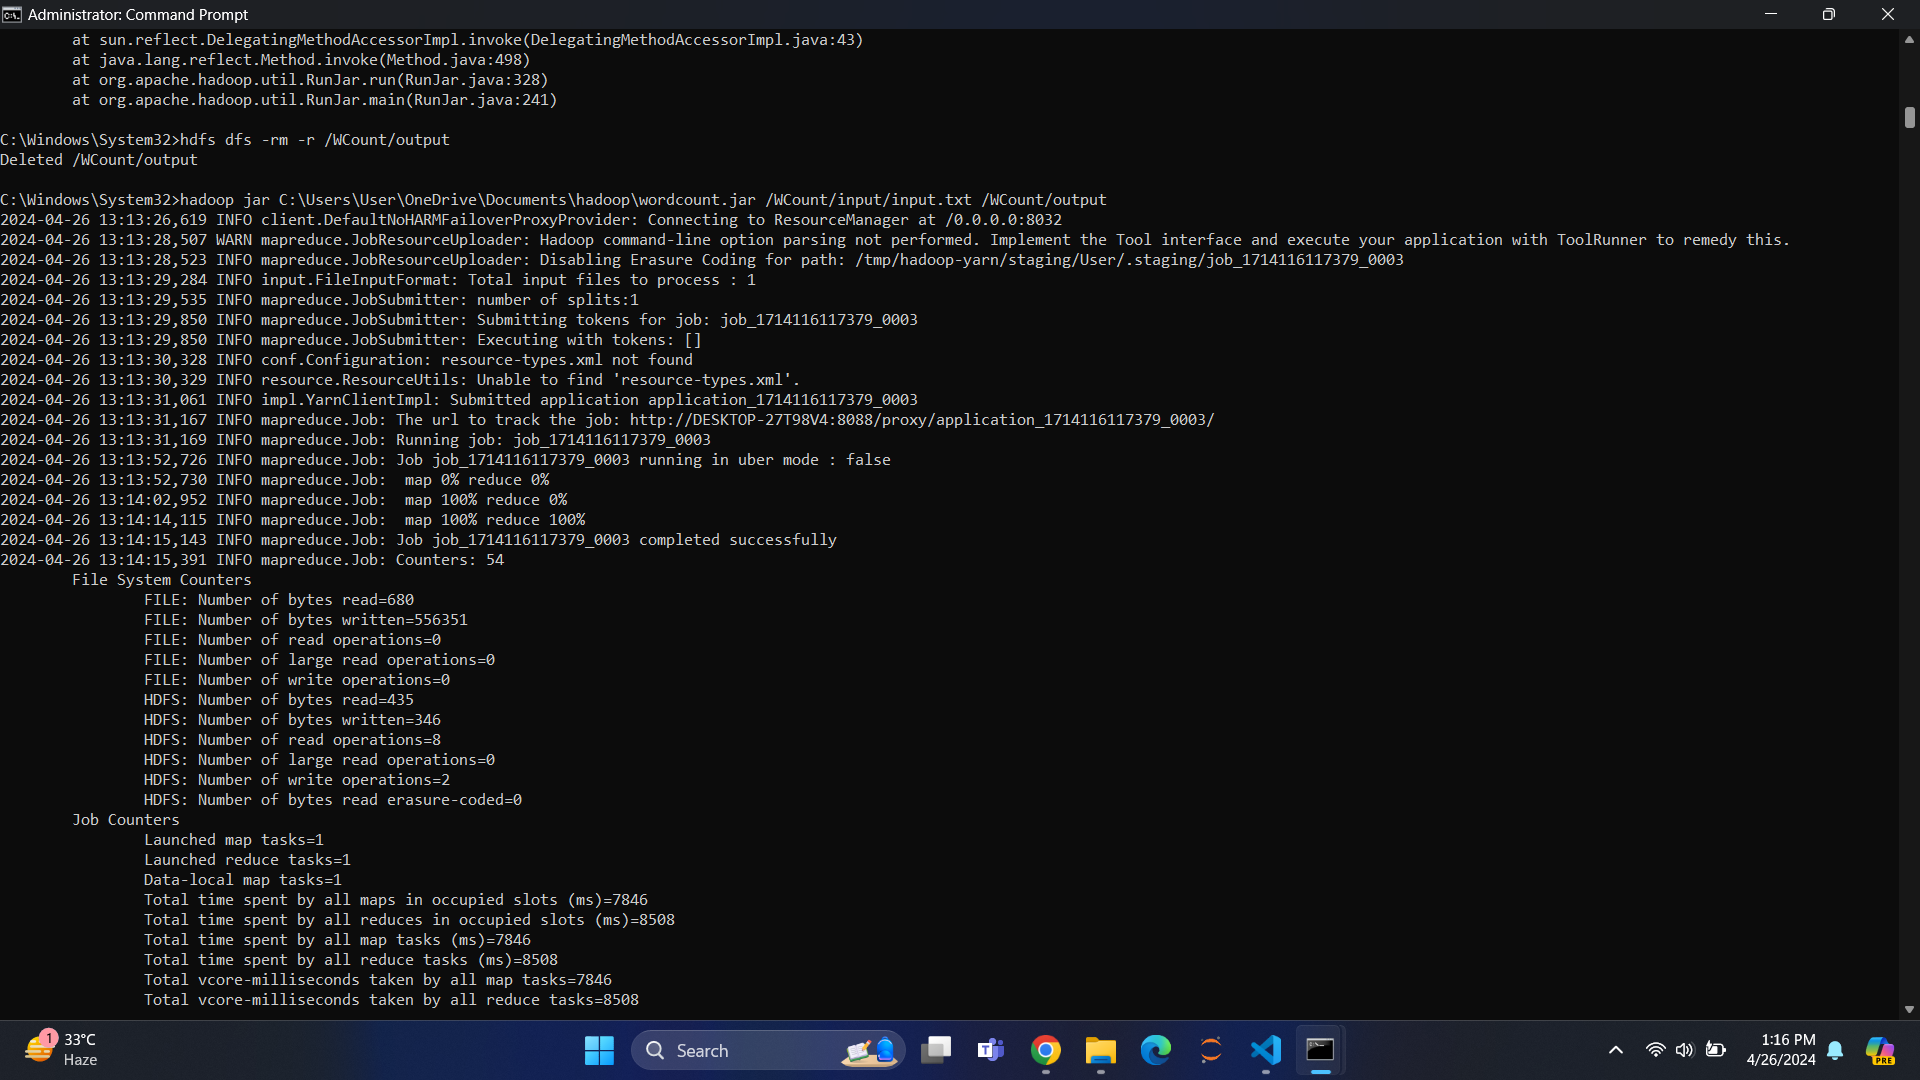 Administrator: Command Prompt
at sun.reflect.DelegatingMethodAccessorImpl.invoke(DelegatingMethodAccessorImpl.java:43)
at java.lang.reflect.Method.invoke(Method.java:498)
at org.apache.hadoop.util.RunJar.run(RunJar.java:328)
at org.apache.hadoop.util.RunJar.main(RunJar.java:241)
C:\Windows\System32>hdfs dfs -rm -r /WCount/output
Deleted /WCount/output
C:\Windows\System32>hadoop jar C:\Users\User\OneDrive\Documents\hadoop\wordcount.jar /WCount/input/input.txt /WCount/output
2024-04-26 13:13:26,619 INFO client.DefaultNoHARMFailoverProxyProvider: Connecting to ResourceManager at /0.0.0.0:8032
2024-04-26 13:13:28,507 WARN mapreduce.JobResourceUploader: Hadoop command-line option parsing not performed. Implement the Tool interface and execute your application with ToolRunner to remedy this.
2024-04-26 13:13:28,523 INFO mapreduce.JobResourceUploader: Disabling Erasure Coding for path: /tmp/hadoop-yarn/staging/User/.staging/job_1714116117379_0003
2024-04-26 13:13:29,284 INFO input.FileInputFormat: Total input files to process : 1
2024-04-26 13:13:29,535 INFO mapreduce.JobSubmitter: number of splits:1
2024-04-26 13:13:29,850 INFO mapreduce.JobSubmitter: Submitting tokens for job: job_1714116117379_0003
2024-04-26 13:13:29,850 INFO mapreduce.JobSubmitter: Executing with tokens: []
2024-04-26 13:13:30,328 INFO conf.Configuration: resource-types.xml not found
2024-04-26 13:13:30,329 INFO resource.ResourceUtils: Unable to find 'resource-types.xml'.
2024-04-26 13:13:31,061 INFO impl.YarnClientImpl: Submitted application application_1714116117379_0003
2024-04-26 13:13:31,167 INFO mapreduce.Job: The url to track the job: http://DESKTOP-27T98V4:8088/proxy/application_1714116117379_0003/
2024-04-26 13:13:31,169 INFO mapreduce.Job: Running job: job_1714116117379_0003
2024-04-26 13:13:52,726 INFO mapreduce.Job: Job job_1714116117379_0003 running in uber mode : false
2024-04-26 13:13:52,730 INFO mapreduce.Job:  map 0% reduce 0%
2024-04-26 13:14:02,952 INFO mapreduce.Job:  map 100% reduce 0%
2024-04-26 13:14:14,115 INFO mapreduce.Job:  map 100% reduce 100%
2024-04-26 13:14:15,143 INFO mapreduce.Job: Job job_1714116117379_0003 completed successfully
2024-04-26 13:14:15,391 INFO mapreduce.Job: Counters: 54
File System Counters
FILE: Number of bytes read=680
FILE: Number of bytes written=556351
FILE: Number of read operations=0
FILE: Number of large read operations=0
FILE: Number of write operations=0
HDFS: Number of bytes read=435
HDFS: Number of bytes written=346
HDFS: Number of read operations=8
HDFS: Number of large read operations=0
HDFS: Number of write operations=2
HDFS: Number of bytes read erasure-coded=0
Job Counters
Launched map tasks=1
Launched reduce tasks=1
Data-local map tasks=1
Total time spent by all maps in occupied slots (ms)=7846
Total time spent by all reduces in occupied slots (ms)=8508
Total time spent by all map tasks (ms)=7846
Total time spent by all reduce tasks (ms)=8508
Total vcore-milliseconds taken by all map tasks=7846
Total vcore-milliseconds taken by all reduce tasks=8508
1
33°C
Haze
Search
1:16 PM
4/26/2024
PRE